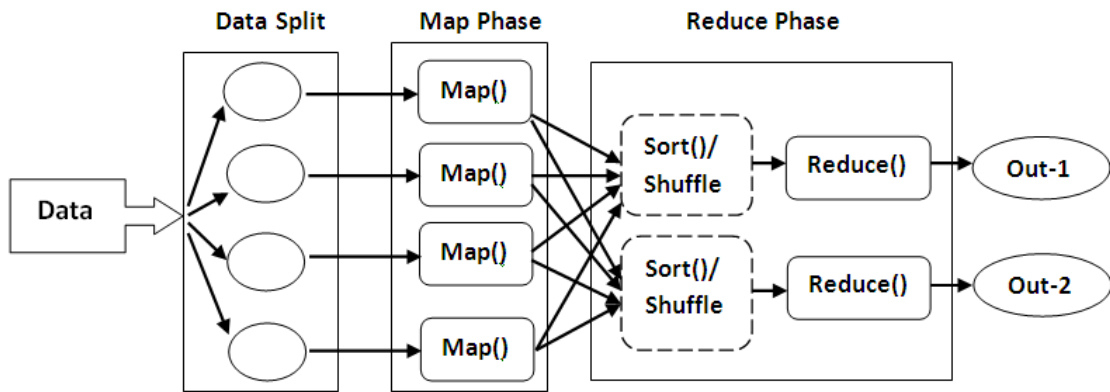 Data Split
Map Phase
Reduce Phase
Data
Map()
Map()
Map()
Map()
Sort()/
Shuffle
Sort()/
Shuffle
Reduce()
Reduce()
Out-1
Out-2